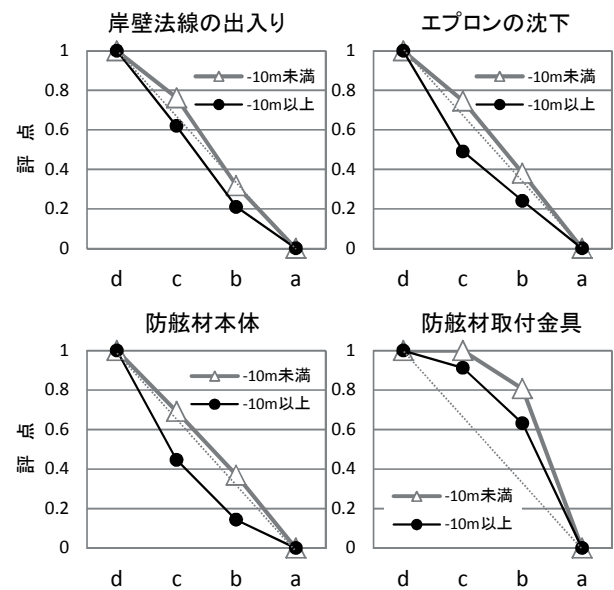 岸壁法線の出入り
エプロンの沈下
1
0.8
0.6
0.4
0.2
0
評 点
-10m未満
-10m以上
d c b a
1
0.8
0.6
0.4
0.2
0
-10m未満
-10m以上
d c b a
防舷材本体
防舷材取付金具
1
0.8
0.6
0.4
0.2
0
評 点
-10m未満
-10m以上
d c b a
1
0.8
0.6
0.4
0.2
0
-10m未満
-10m以上
d c b a